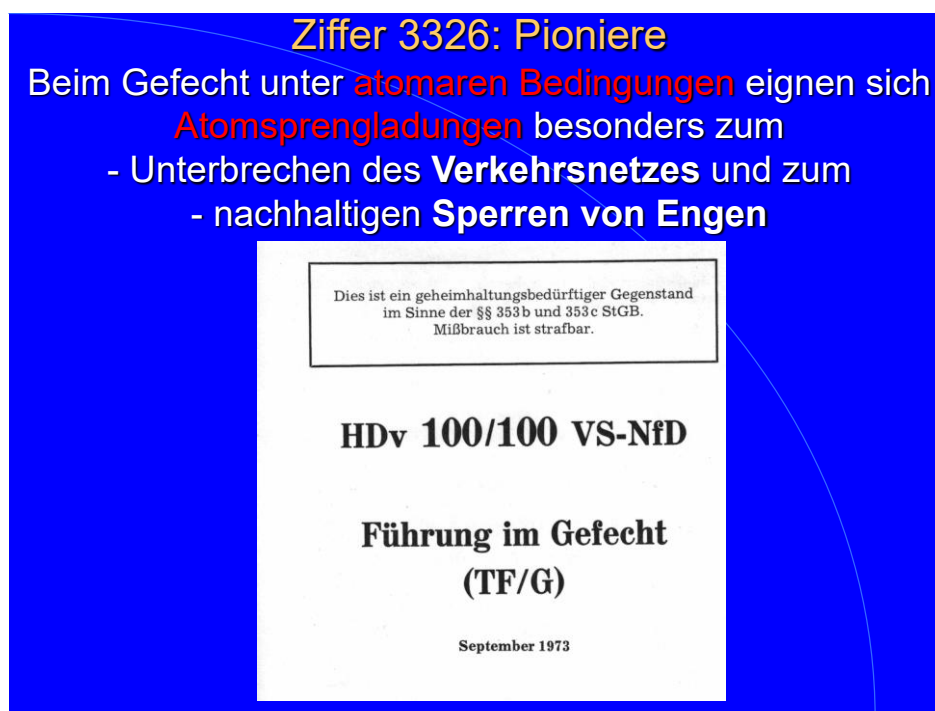 Ziffer 3326: Pioniere
Beim Gefecht unter atomaren Bedingungen eignen sich
Atomsprengladungen besonders zum
- Unterbrechen des Verkehrsnetzes und zum
- nachhaltigen Sperren von Engen
Dies ist ein geheimhaltungsbedürftiger Gegenstand
im Sinne der §§ 353 b und 353 c StGB.
Mißbrauch ist strafbar.
HDv 100/100 VS-NfD
Führung im Gefecht
(TF/G)
September 1973